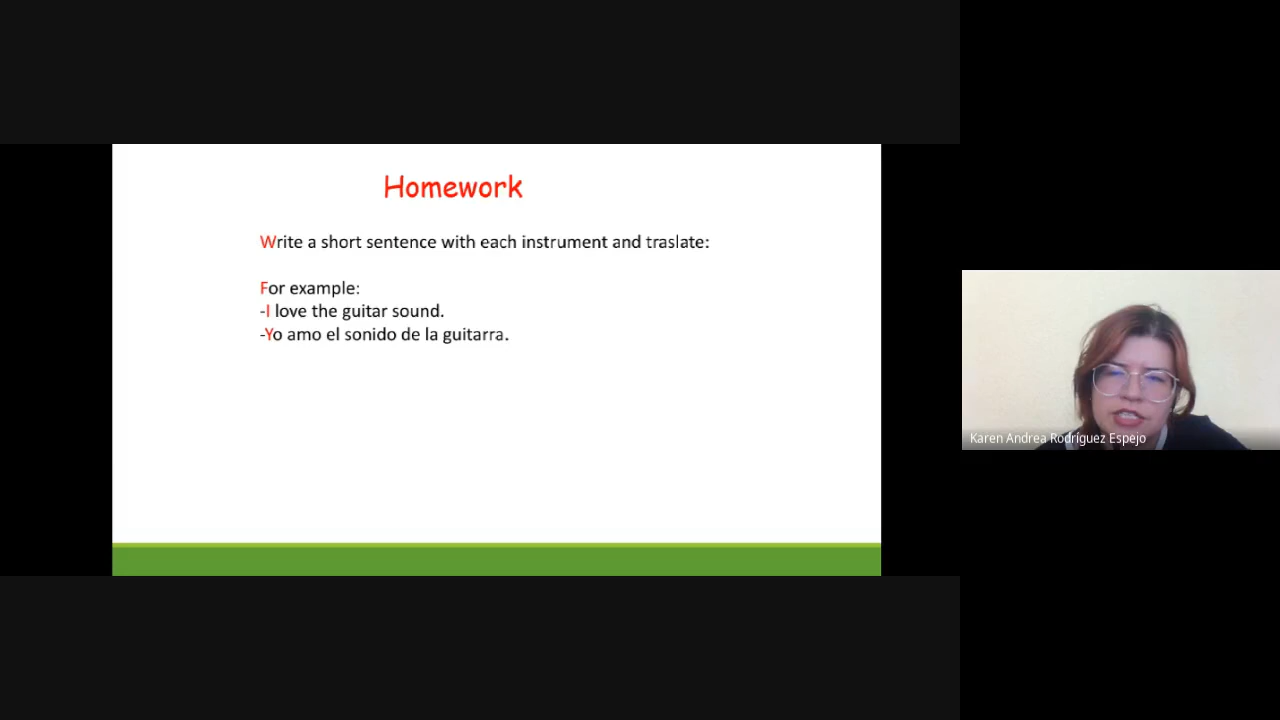 Homework
Write a short sentence with each instrument and traslate:
For example:
-I love the guitar sound.
-Yo amo el sonido de la guitarra.
Karen Andrea Rodríguez Espejo